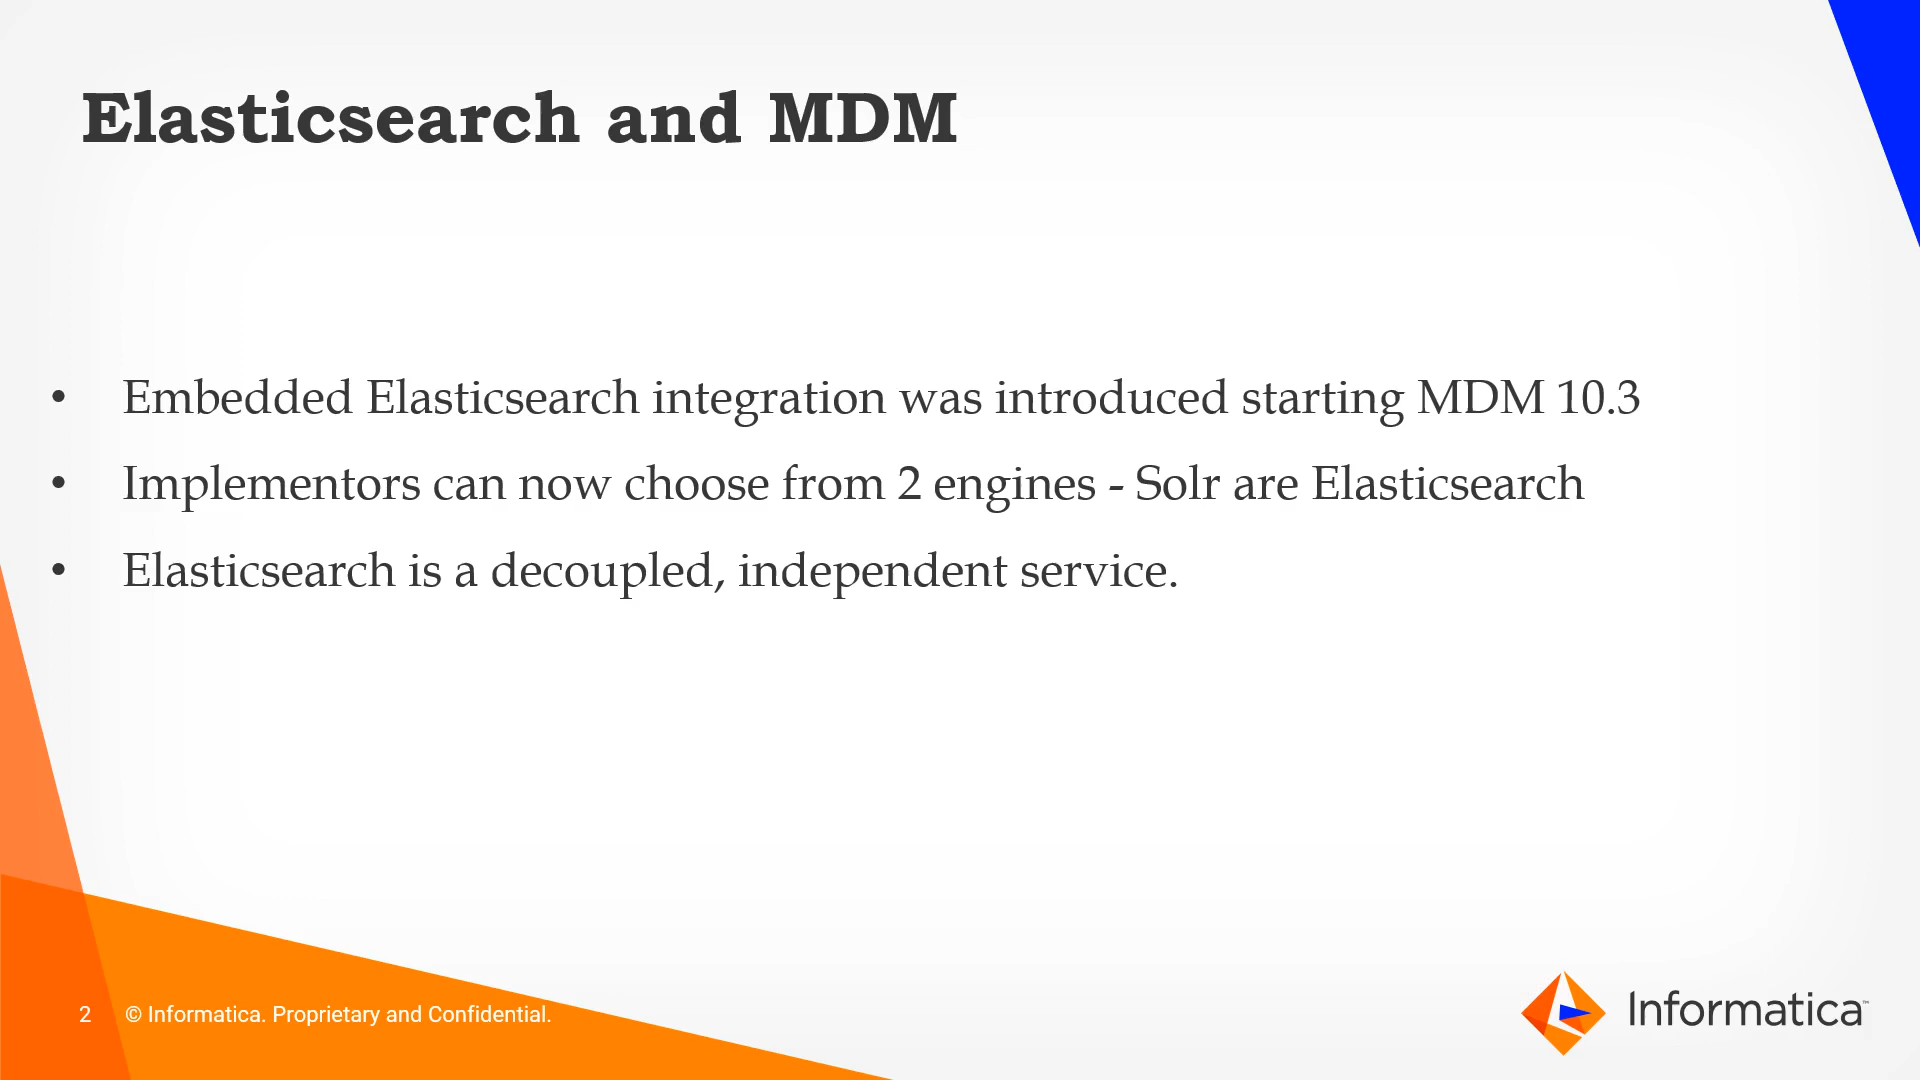 Elasticsearch and MDM
• Embedded Elasticsearch integration was introduced starting MDM 10.3
• Implementors can now choose from 2 engines - Solr are Elasticsearch
• Elasticsearch is a decoupled, independent service.
2 © Informatica. Proprietary and Confidential.
Informatica™